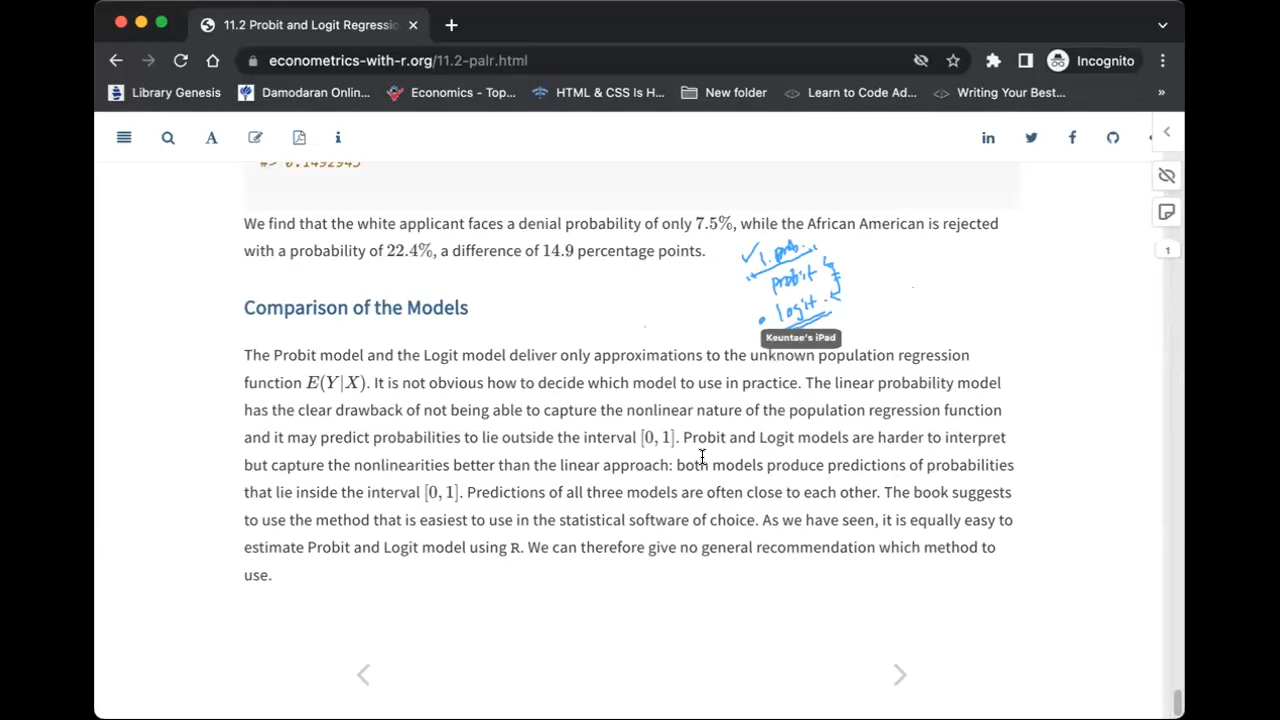 11.2 Probit and Logit Regressi
econometrics-with-r.org/11.2-palr.html
Incognito
Library Genesis
Damodaran Onlin...
Economics - Top...
HTML & CSS Is H...
New folder
Learn to Code Ad...
Writing Your Best...
»
#> 0.1492945
We find that the white applicant faces a denial probability of only 7.5%, while the African American is rejected
with a probability of 22.4%, a difference of 14.9 percentage points.
l. prob.
probit
logit
Keuntae's iPad
Comparison of the Models
The Probit model and the Logit model deliver only approximations to the unknown population regression
function E(Y|X). It is not obvious how to decide which model to use in practice. The linear probability model
has the clear drawback of not being able to capture the nonlinear nature of the population regression function
and it may predict probabilities to lie outside the interval [0, 1]. Probit and Logit models are harder to interpret
but capture the nonlinearities better than the linear approach: both models produce predictions of probabilities
that lie inside the interval [0, 1]. Predictions of all three models are often close to each other. The book suggests
to use the method that is easiest to use in the statistical software of choice. As we have seen, it is equally easy to
estimate Probit and Logit model using R. We can therefore give no general recommendation which method to
use.
1